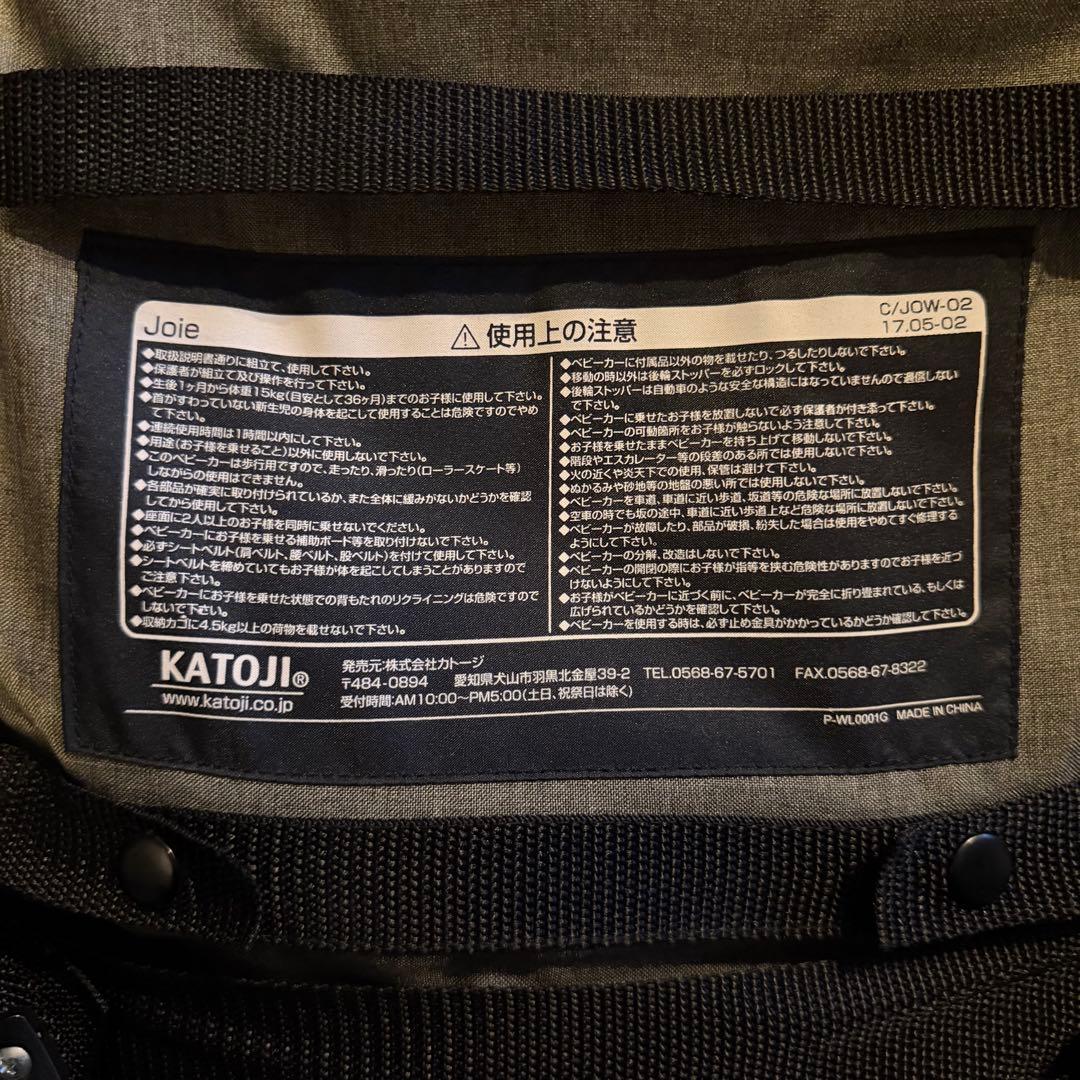 Joie
⚠使用上の注意
C/JOW-02
17.05-02
◆取扱説明書通りに組立て、使用して下さい。
◆保護者が組立て及び操作を行って下さい。
◆生後1ヶ月から体重15kg(目安として36ヶ月)までのお子様に使用して下さい。
◆首がすわっていない新生児の身体を起こして使用することは危険ですのでやめ
て下さい。
◆連続使用時間は1時間以内にして下さい。
◆用途(お子様を乗せること)以外に使用しないで下さい。
◆このベビーカーは歩行用ですので、走ったり、滑ったり(ローラースケート等)
しながらの使用はできません。
◆各部品が確実に取り付けられているか、また全体に緩みがないかどうかを確認
してから使用して下さい。
◆座面に2人以上のお子様を同時に乗せないでください。
◆ベビーカーにお子様を乗せる補助ボード等を取り付けないで下さい。
◆必ずシートベルト(肩ベルト、腰ベルト、股ベルト)を付けて使用して下さい。
◆シートベルトを締めていてもお子様が体を起こしてしまうことがありますので
ご注意下さい。
◆ベビーカーにお子様を乗せた状態での背もたれのリクライニングは危険ですので
しないで下さい。
◆収納カゴに4.5kg以上の荷物を載せないで下さい。
◆ベビーカーに付属品以外の物を載せたり、つるしたりしないで下さい。
◆移動の時以外は後輪ストッパーを必ずロックして下さい。
◆後輪ストッパーは自動車のような安全な構造にはなっていませんので過信しない
で下さい。
◆ベビーカーに乗せたお子様を放置しないで必ず保護者が付き添って下さい。
◆ベビーカーの可動箇所をお子様が触らないよう注意して下さい。
◆お子様を乗せたままベビーカーを持ち上げて移動しないで下さい。
◆階段やエスカレーター等の段差のある所では使用しないで下さい。
◆火の近くや炎天下での使用、保管は避けて下さい。
◆ぬかるみや砂地等の地盤の悪い所では使用しないで下さい。
◆ベビーカーを車道、車道に近い歩道、坂道等の危険な場所に放置しないで下さい。
◆空車の時でも坂の途中、車道に近い歩道上など危険な場所に放置しないで下さい。
◆ベビーカーが故障したり、部品が破損、紛失した場合は使用をやめてすぐ修理する
ようにして下さい。
◆ベビーカーの分解、改造はしないで下さい。
◆ベビーカーの開閉の際にお子様が指等を挟む危険性がありますのでお子様を近づ
けないようにして下さい。
◆お子様がベビーカーに近づく前に、ベビーカーが完全に折り畳まれている、もしくは
広げられているかどうかを確認して下さい。
◆ベビーカーを使用する時は、必ず止め金具がかかっているかどうか確認して下さい。
KATOJI®
www.katoji.co.jp
発売元:株式会社カトージ
〒484-0894 愛知県犬山市羽黒北金屋39-2 TEL.0568-67-5701 FAX.0568-67-8322
受付時間:AM10:00～PM5:00(土日、祝祭日は除く)
P-WL0001G MADE IN CHINA